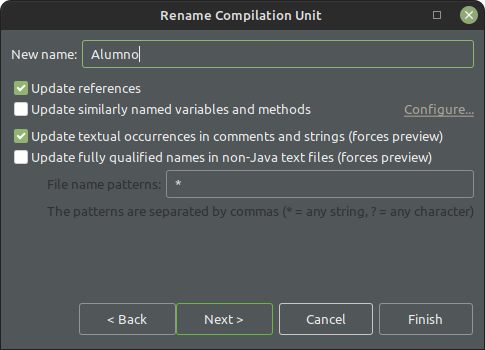 Rename Compilation Unit
New name: Alumno
Update references
Update similarly named variables and methods Configure...
Update textual occurrences in comments and strings (forces preview)
Update fully qualified names in non-Java text files (forces preview)
File name patterns: *
The patterns are separated by commas (* = any string, ? = any character)
< Back Next > Cancel Finish